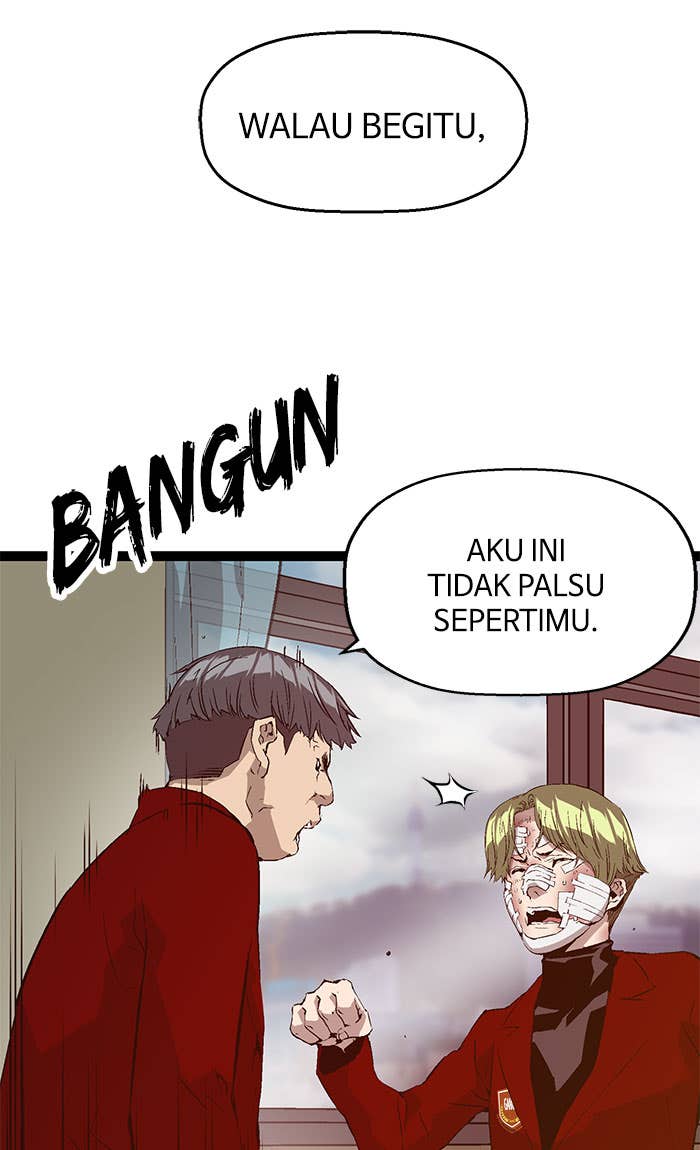 WALAU BEGITU,
BANGUN
AKU INI
TIDAK PALSU
SEPERTIMU.